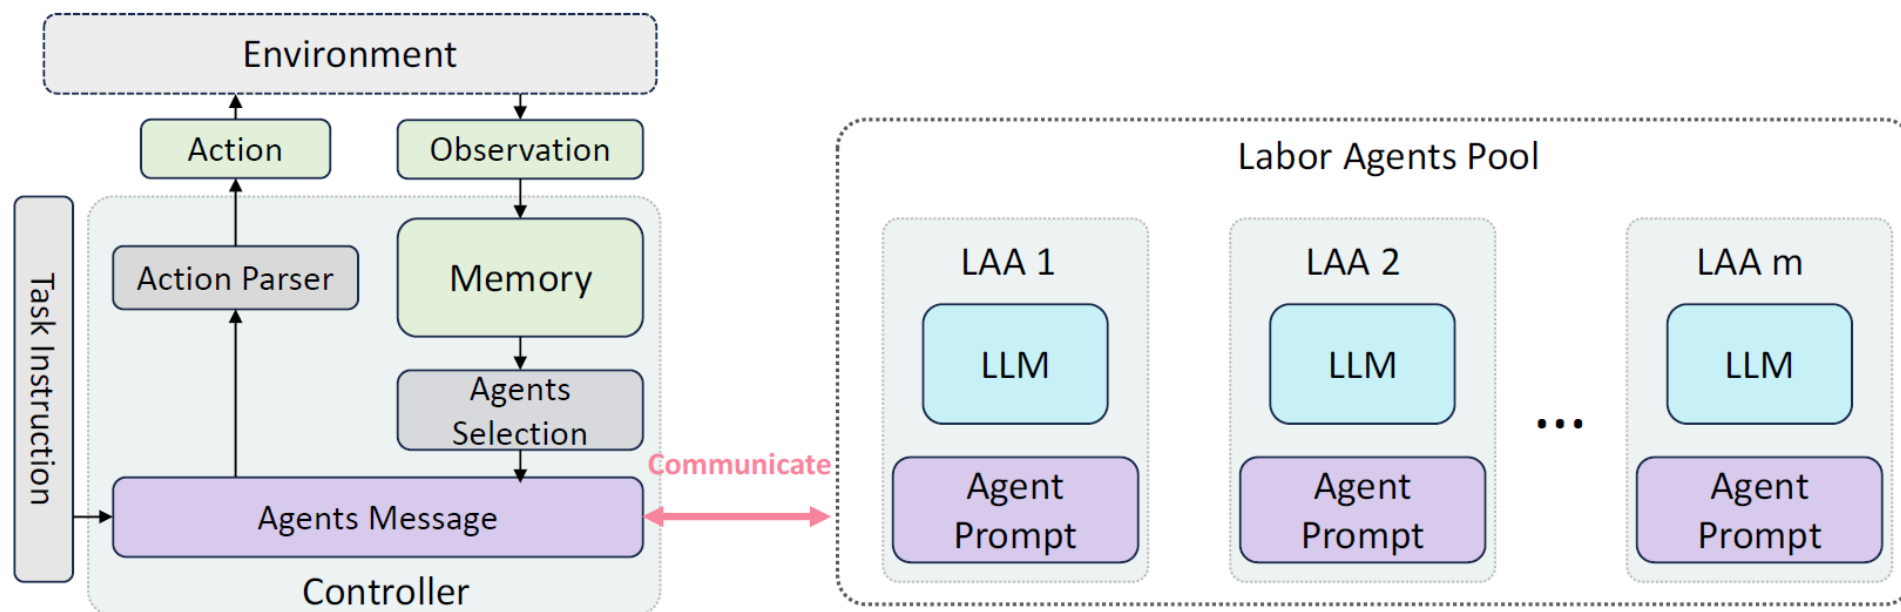 Environment
Action
Observation
Task Instruction
Action Parser
Memory
Agents
Selection
Agents Message
Controller
Communicate
Labor Agents Pool
LAA 1
LLM
Agent
Prompt
LAA 2
LLM
Agent
Prompt
...
LAA m
LLM
Agent
Prompt